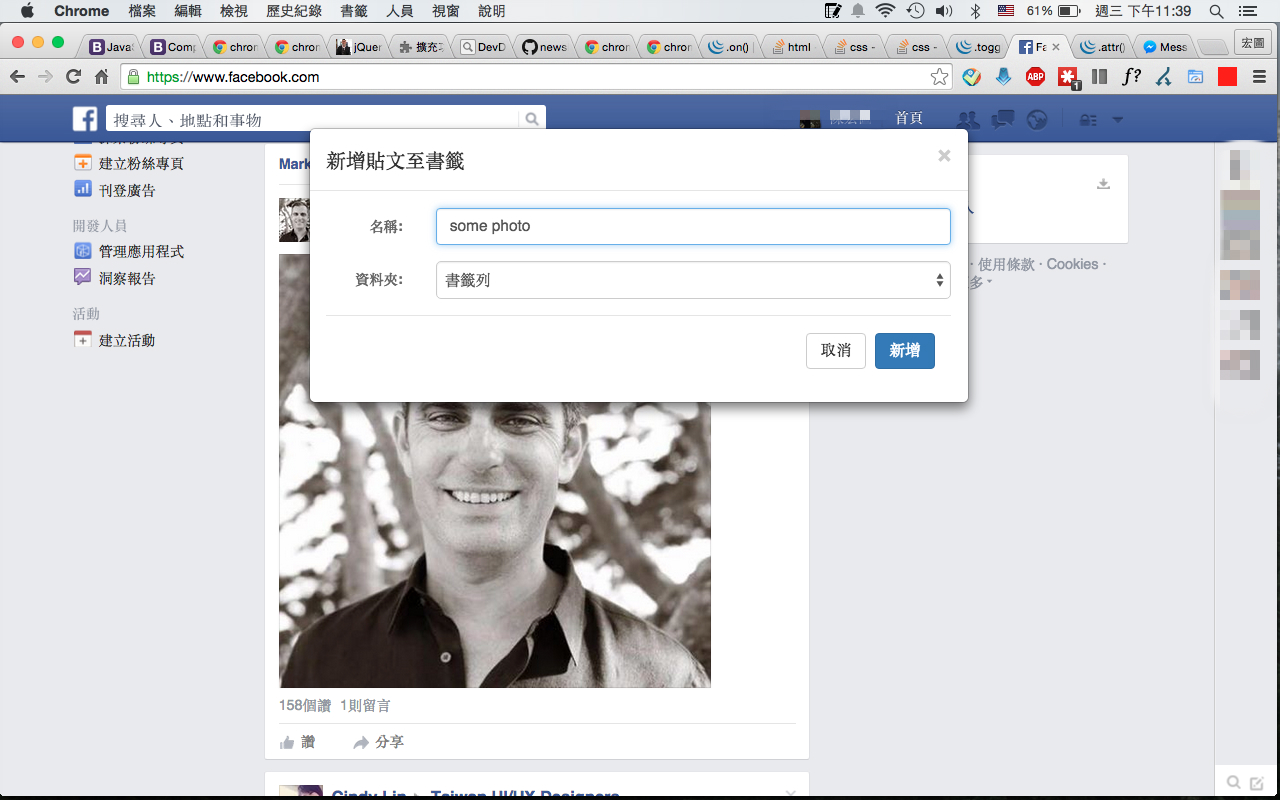 Chrome 檔案 編輯 檢視 歷史紀錄 書籤 人員 視窗 說明 61% 週三 下午11:39
JavaS Comp chron chron jQuer 擴充 DevD news chron chron .on() html css - css - .togg Fa .attr() Mess 宏圖
https://www.facebook.com ABP 1 f?
搜尋人、地點和事物 首頁
建立粉絲專頁
刊登廣告
開發人員
管理應用程式
洞察報告
活動
建立活動
Mark
新增貼文至書籤
名稱: some photo
資料夾: 書籤列
取消 新增
· 使用條款 · Cookies ·
多
158個讚 1則留言
讚 分享
Cindy Lin ▸ Taiwan UI/UX Designers